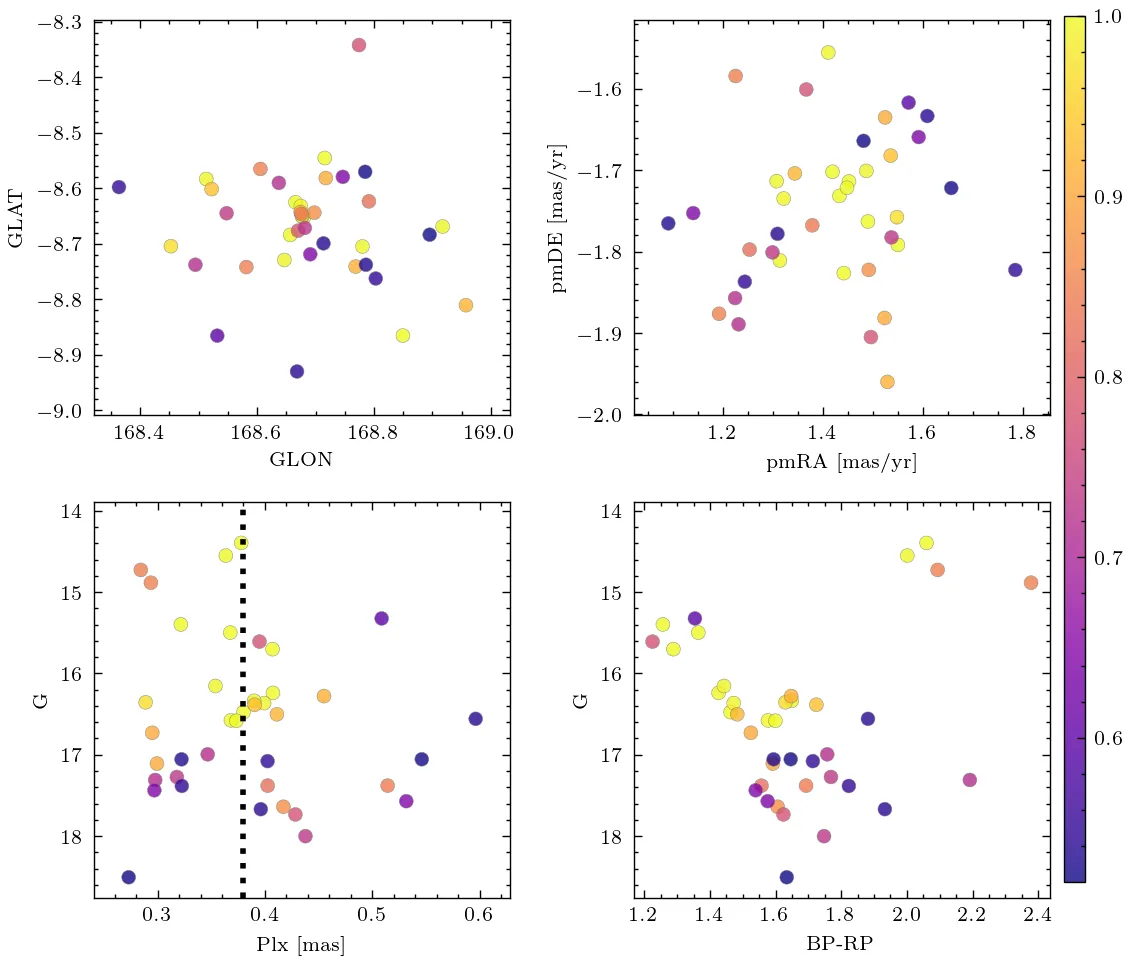 −8.3
−8.4
−8.5
−8.6
−8.7
−8.8
−8.9
−9.0
GLAT
168.4 168.6 168.8 169.0
GLON
−1.6
−1.7
−1.8
−1.9
−2.0
pmDE [mas/yr]
1.2 1.4 1.6 1.8
pmRA [mas/yr]
1.0
0.9
0.8
0.7
0.6
14
15
16
17
18
G
0.3 0.4 0.5 0.6
Plx [mas]
14
15
16
17
18
G
1.2 1.4 1.6 1.8 2.0 2.2 2.4
BP-RP